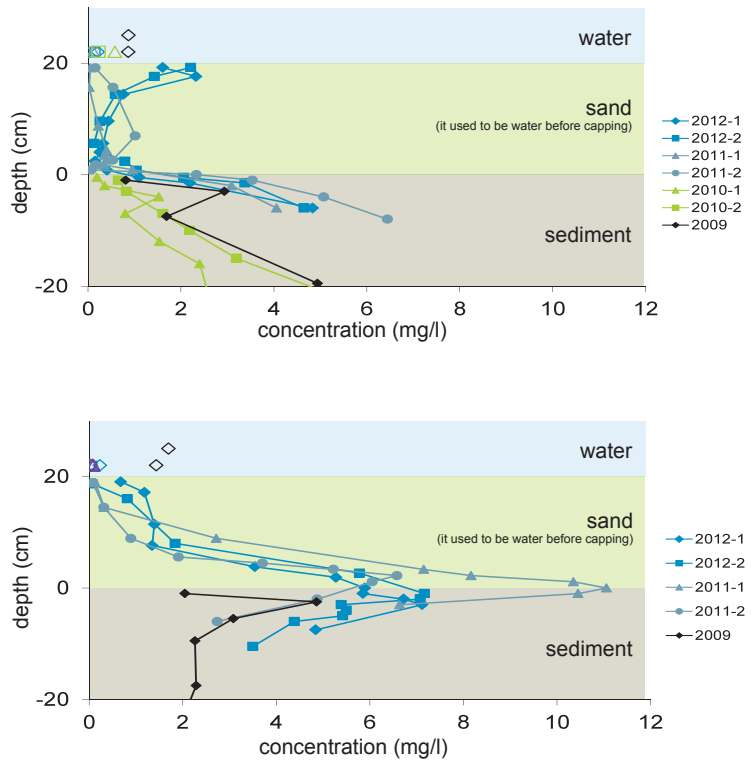 water
20
sand
(it used to be water before capping)
depth (cm)
0
sediment
-20
0 2 4 6 8 10 12
concentration (mg/l)
2012-1
2012-2
2011-1
2011-2
2010-1
2010-2
2009
water
20
sand
(it used to be water before capping)
depth (cm)
0
sediment
-20
0 2 4 6 8 10 12
concentration (mg/l)
2012-1
2012-2
2011-1
2011-2
2009